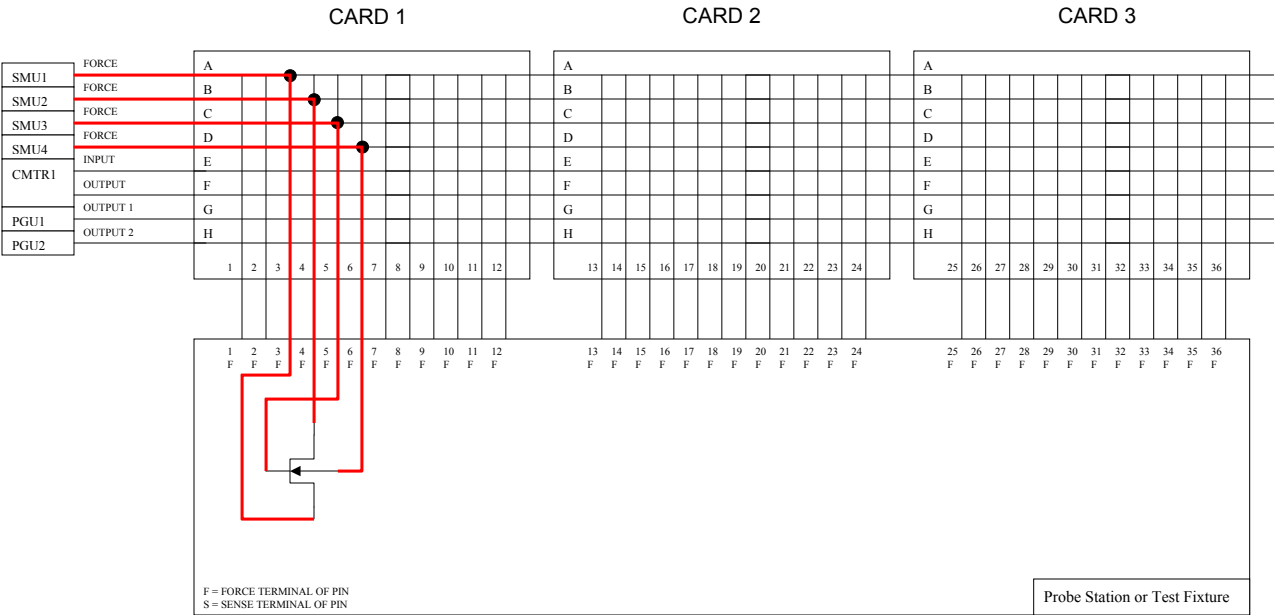 CARD 1 CARD 2 CARD 3
SMU1 FORCE A A A
SMU2 FORCE B B B
SMU3 FORCE C C C
SMU4 FORCE D D D
CMTR1 INPUT E E E
OUTPUT F F F
PGU1 OUTPUT 1 G G G
PGU2 OUTPUT 2 H H H
1 2 3 4 5 6 7 8 9 10 11 12 13 14 15 16 17 18 19 20 21 22 23 24 25 26 27 28 29 30 31 32 33 34 35 36
1 2 3 4 5 6 7 8 9 10 11 12 13 14 15 16 17 18 19 20 21 22 23 24 25 26 27 28 29 30 31 32 33 34 35 36
F F F F F F F F F F F F F F F F F F F F F F F F F F F F F F F F F F F F
F = FORCE TERMINAL OF PIN
S = SENSE TERMINAL OF PIN
Probe Station or Test Fixture